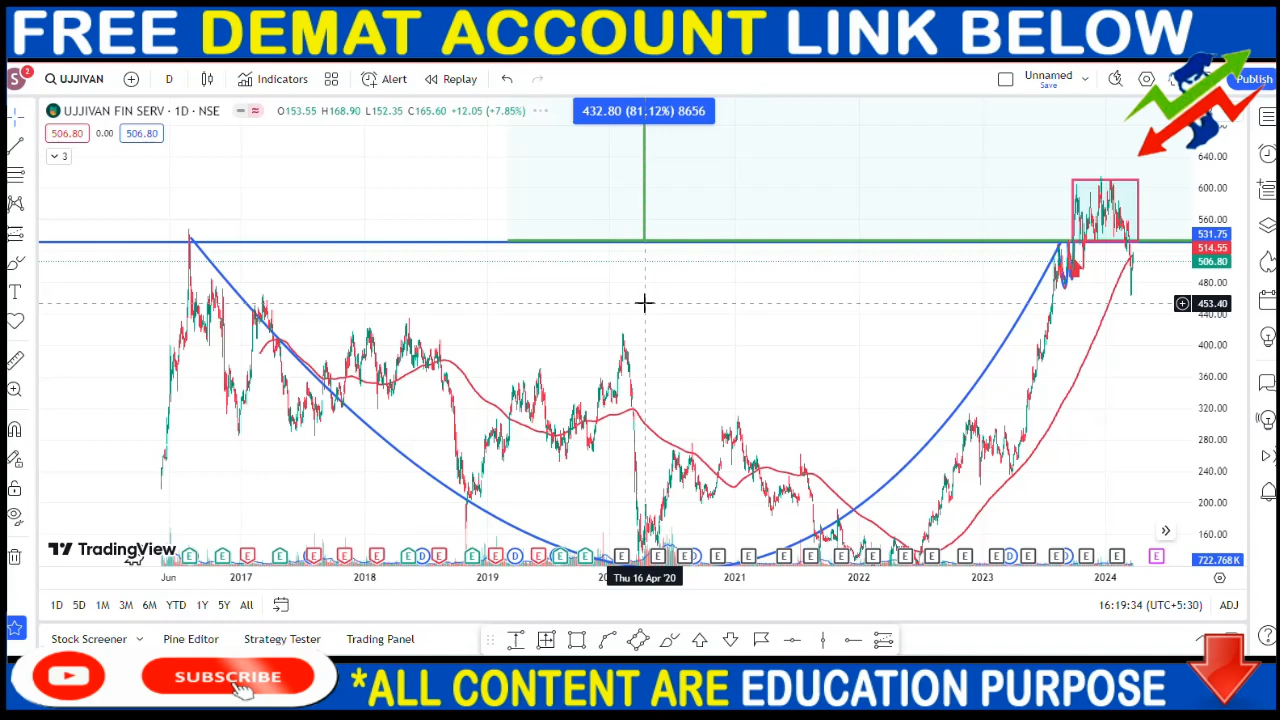 FREE DEMAT ACCOUNT LINK BELOW
S 2 UJJIVAN D Indicators Alert Replay Unnamed Save Publish
UJJIVAN FIN SERV · 1D · NSE O153.55 H168.90 L152.35 C165.60 +12.05 (+7.85%)
432.80 (81.12%) 8656
506.80 0.00 506.80
3
640.00
600.00
560.00
531.75
514.55
506.80
480.00
453.40
440.00
400.00
360.00
320.00
280.00
240.00
200.00
160.00
TradingView
E E E E E E E E D E E D E E E E E E D E E E E E E E E D E E D E E E
722.768K
Jun 2017 2018 2019 Thu 16 Apr '20 2021 2022 2023 2024
1D 5D 1M 3M 6M YTD 1Y 5Y All 16:19:34 (UTC+5:30) ADJ
Stock Screener Pine Editor Strategy Tester Trading Panel
SUBSCRIBE
*ALL CONTENT ARE EDUCATION PURPOSE